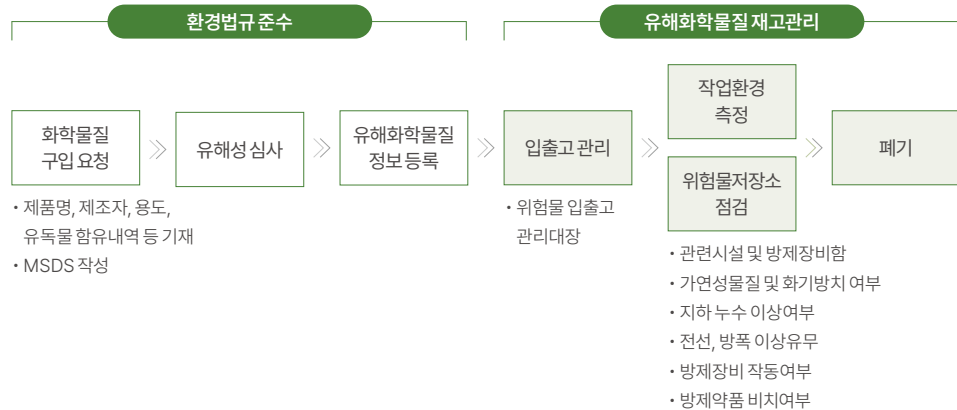 환경법규 준수
유해화학물질 재고관리
화학물질
구입 요청
유해성 심사
유해화학물질
정보 등록
입출고 관리
작업환경
측정
위험물저장소
점검
폐기
• 제품명, 제조자, 용도,
유독물 함유내역 등 기재
• MSDS 작성
• 위험물 입출고
관리대장
• 관련시설 및 방제장비함
• 가연성물질 및 화기방치 여부
• 지하 누수 이상여부
• 전선, 방폭 이상유무
• 방제장비 작동여부
• 방제약품 비치여부